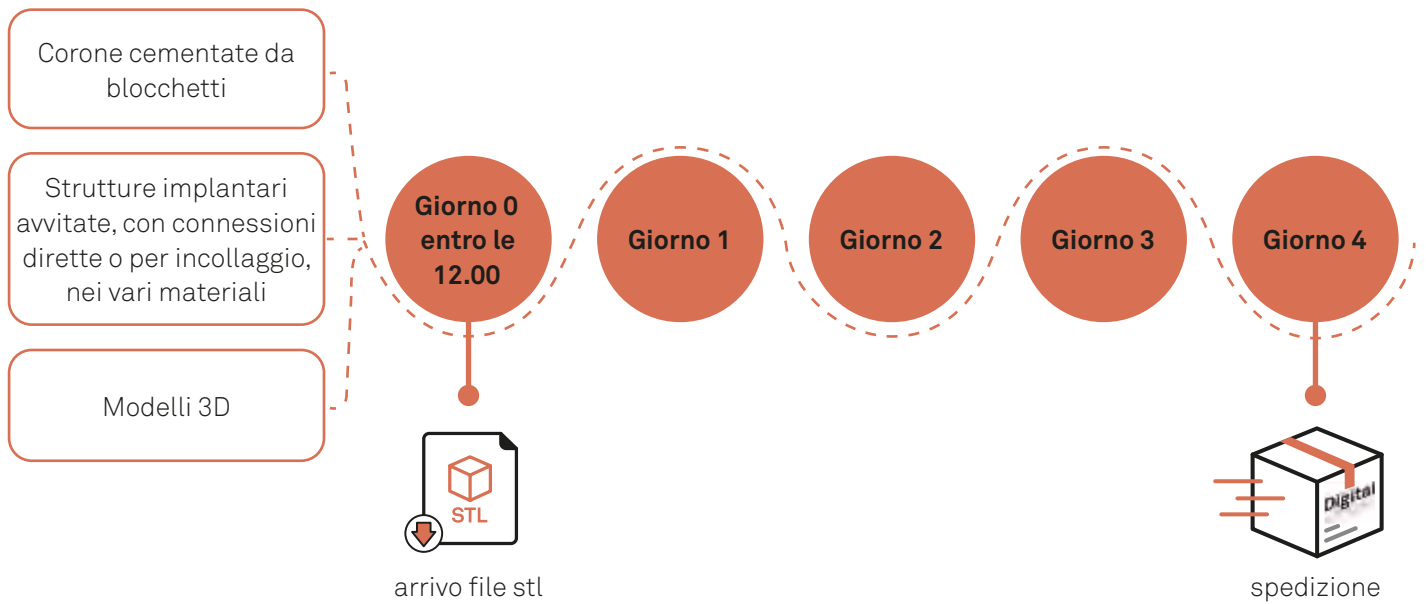 Corone cementate da
blocchetti
Strutture implantari
avvitate, con connessioni
dirette o per incollaggio,
nei vari materiali
Modelli 3D
Giorno 0
entro le
12.00
Giorno 1
Giorno 2
Giorno 3
Giorno 4
STL
Digital
arrivo file stl
spedizione